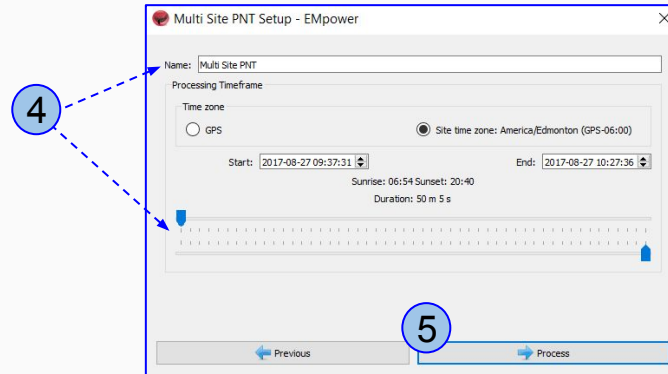 Multi Site PNT Setup - EMpower
Name: Multi Site PNT
Processing Timeframe
Time zone
GPS
Site time zone: America/Edmonton (GPS-06:00)
Start: 2017-08-27 09:37:31
End: 2017-08-27 10:27:36
Sunrise: 06:54 Sunset: 20:40
Duration: 50 m 5 s
4
5
Previous
Process